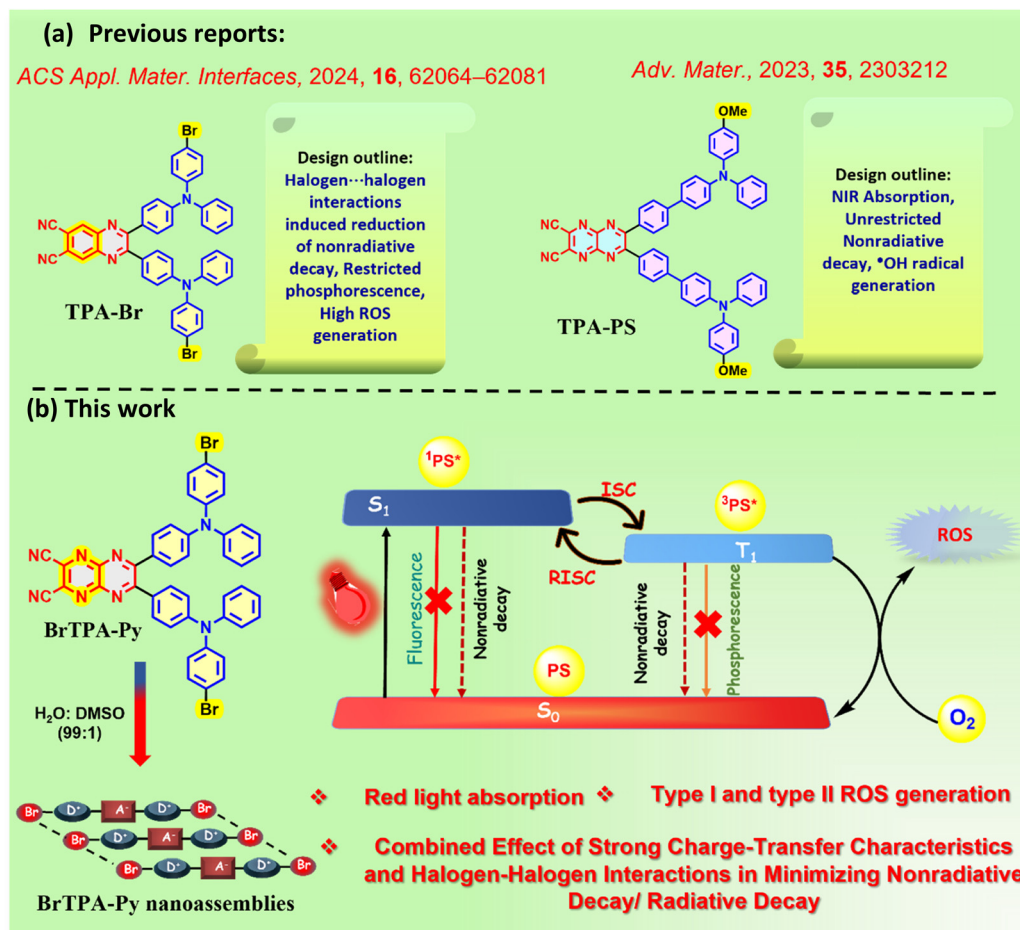 (a) Previous reports:
ACS Appl. Mater. Interfaces, 2024, 16, 62064–62081
Adv. Mater., 2023, 35, 2303212
Br
N
NC
N
NC
N
N
Br
TPA-Br
Design outline:
Halogen···halogen
interactions
induced reduction
of nonradiative
decay, Restricted
phosphorescence,
High ROS
generation
OMe
N
NC
N
N
NC
N
N
N
OMe
TPA-PS
Design outline:
NIR Absorption,
Unrestricted
Nonradiative
decay, •OH radical
generation
(b) This work
Br
N
NC
N
N
NC
N
N
N
Br
BrTPA-Py
H₂O: DMSO
(99:1)
Br D⁺ A⁻ D⁺ Br
Br D⁺ A⁻ D⁺ Br
Br D⁺ A⁻ D⁺ Br
BrTPA-Py nanoassemblies
¹PS*
S₁
ISC
RISC
³PS*
T₁
ROS
Fluorescence
Nonradiative
decay
Nonradiative
decay
Phosphorescence
PS
S₀
O₂
❖ Red light absorption ❖ Type I and type II ROS generation
❖ Combined Effect of Strong Charge-Transfer Characteristics
and Halogen-Halogen Interactions in Minimizing Nonradiative
Decay/ Radiative Decay